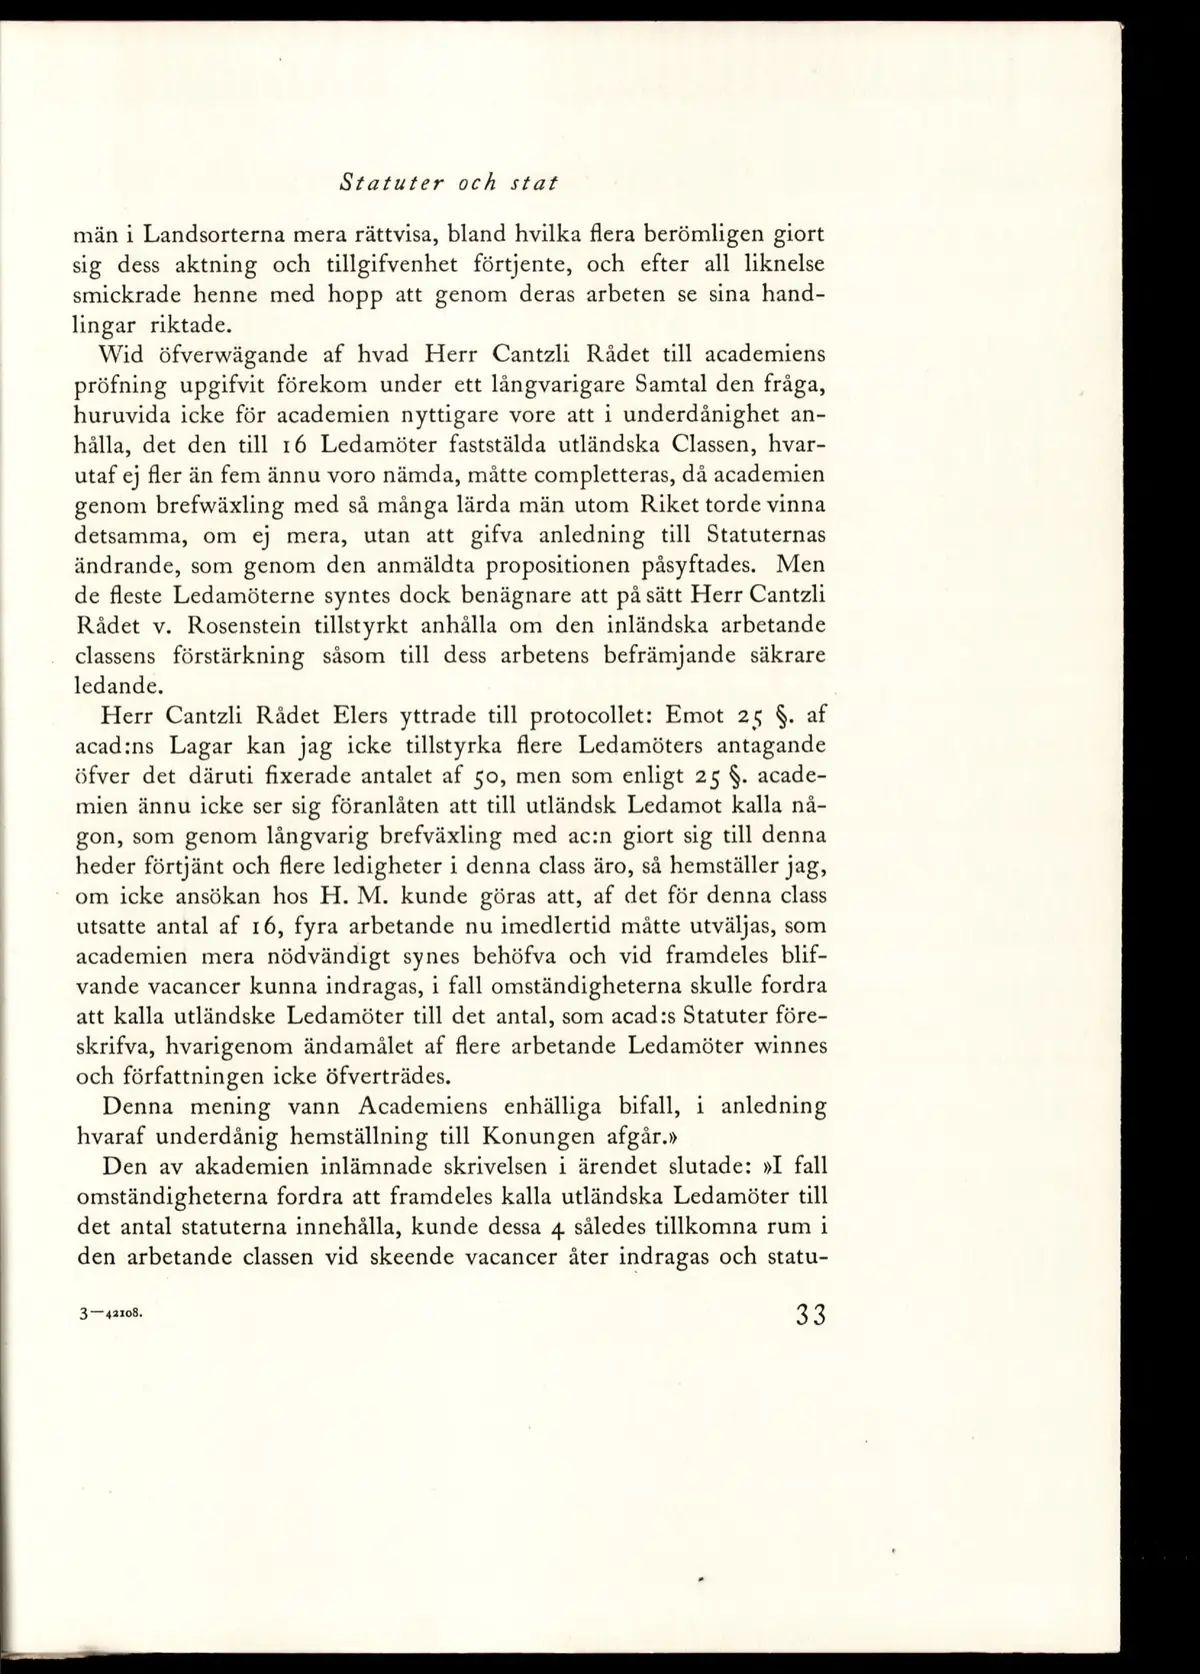 Statuter och stat
män i Landsorterna mera rättvisa, bland hvilka flera berömligen giort
sig dess aktning och tillgifvenhet förtjente, och efter all liknelse
smickrade henne med hopp att genom deras arbeten se sina hand-
lingar riktade.
Wid öfverwägande af hvad Herr Cantzli Rådet till academiens
pröfning upgifvit förekom under ett långvarigare Samtal den fråga,
huruvida icke för academien nyttigare vore att i underdånighet an-
hålla, det den till 16 Ledamöter faststälda utländska Classen, hvar-
utaf ej fler än fem ännu voro nämda, måtte completteras, då academien
genom brefwäxling med så många lärda män utom Riket torde vinna
detsamma, om ej mera, utan att gifva anledning till Statuternas
ändrande, som genom den anmäldta propositionen påsyftades. Men
de fleste Ledamöterne syntes dock benägnare att på sätt Herr Cantzli
Rådet v. Rosenstein tillstyrkt anhålla om den inländska arbetande
classens förstärkning såsom till dess arbetens befrämjande säkrare
ledande.
Herr Cantzli Rådet Elers yttrade till protocollet: Emot 25 §. af
acad:ns Lagar kan jag icke tillstyrka flere Ledamöters antagande
öfver det däruti fixerade antalet af 50, men som enligt 25 §. acade-
mien ännu icke ser sig föranlåten att till utländsk Ledamot kalla nå-
gon, som genom långvarig brefväxling med ac:n giort sig till denna
heder förtjänt och flere ledigheter i denna class äro, så hemställer jag,
om icke ansökan hos H. M. kunde göras att, af det för denna class
utsatte antal af 16, fyra arbetande nu imedlertid måtte utväljas, som
academien mera nödvändigt synes behöfva och vid framdeles blif-
vande vacancer kunna indragas, i fall omständigheterna skulle fordra
att kalla utländske Ledamöter till det antal, som acad:s Statuter före-
skrifva, hvarigenom ändamålet af flere arbetande Ledamöter winnes
och författningen icke öfverträdes.
Denna mening vann Academiens enhälliga bifall, i anledning
hvaraf underdånig hemställning till Konungen afgår.»
Den av akademien inlämnade skrivelsen i ärendet slutade: »I fall
omständigheterna fordra att framdeles kalla utländska Ledamöter till
det antal statuterna innehålla, kunde dessa 4 således tillkomna rum i
den arbetande classen vid skeende vacancer åter indragas och statu-
3—42108.
33